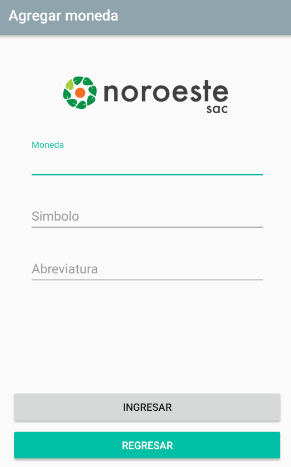 Agregar moneda
noroeste
sac
Moneda
Simbolo
Abreviatura
INGRESAR
REGRESAR